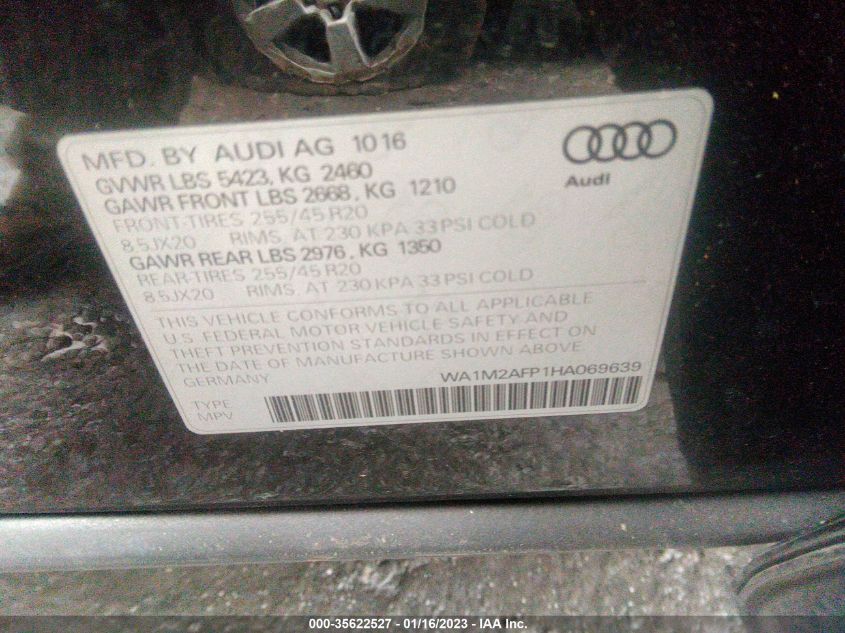 MFD. BY AUDI AG 1016
GVWR LBS 5423, KG 2460
GAWR FRONT LBS 2668, KG 1210
FRONT-TIRES 255/45 R20
8.5JX20 RIMS, AT 230 KPA 33 PSI COLD
GAWR REAR LBS 2976, KG 1350
REAR-TIRES 255/45 R20
8.5JX20 RIMS, AT 230 KPA 33 PSI COLD
THIS VEHICLE CONFORMS TO ALL APPLICABLE
U.S. FEDERAL MOTOR VEHICLE SAFETY AND
THEFT PREVENTION STANDARDS IN EFFECT ON
THE DATE OF MANUFACTURE SHOWN ABOVE
GERMANY WA1M2AFP1HA069639
TYPE
MPV
Audi
000-35622527 - 01/16/2023 - IAA Inc.